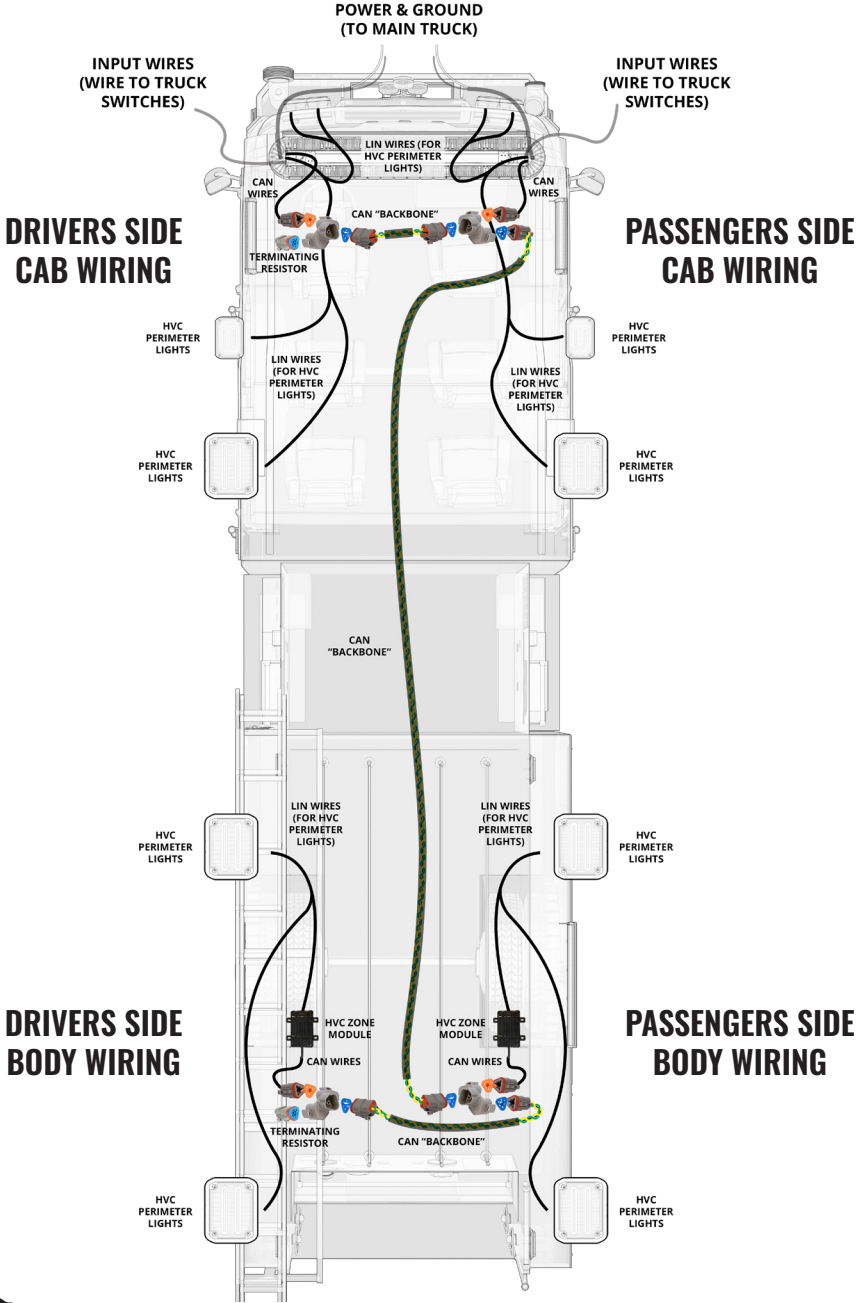 POWER & GROUND
(TO MAIN TRUCK)
INPUT WIRES
(WIRE TO TRUCK
SWITCHES)
INPUT WIRES
(WIRE TO TRUCK
SWITCHES)
LIN WIRES (FOR
HVC PERIMETER
LIGHTS)
CAN
WIRES
CAN
WIRES
CAN "BACKBONE"
DRIVERS SIDE
CAB WIRING
PASSENGERS SIDE
CAB WIRING
TERMINATING
RESISTOR
HVC
PERIMETER
LIGHTS
HVC
PERIMETER
LIGHTS
LIN WIRES
(FOR HVC
PERIMETER
LIGHTS)
LIN WIRES
(FOR HVC
PERIMETER
LIGHTS)
HVC
PERIMETER
LIGHTS
HVC
PERIMETER
LIGHTS
CAN
"BACKBONE"
LIN WIRES
(FOR HVC
PERIMETER
LIGHTS)
LIN WIRES
(FOR HVC
PERIMETER
LIGHTS)
HVC
PERIMETER
LIGHTS
HVC
PERIMETER
LIGHTS
DRIVERS SIDE
BODY WIRING
HVC ZONE
MODULE
HVC ZONE
MODULE
PASSENGERS SIDE
BODY WIRING
CAN WIRES
CAN WIRES
TERMINATING
RESISTOR
CAN "BACKBONE"
HVC
PERIMETER
LIGHTS
HVC
PERIMETER
LIGHTS